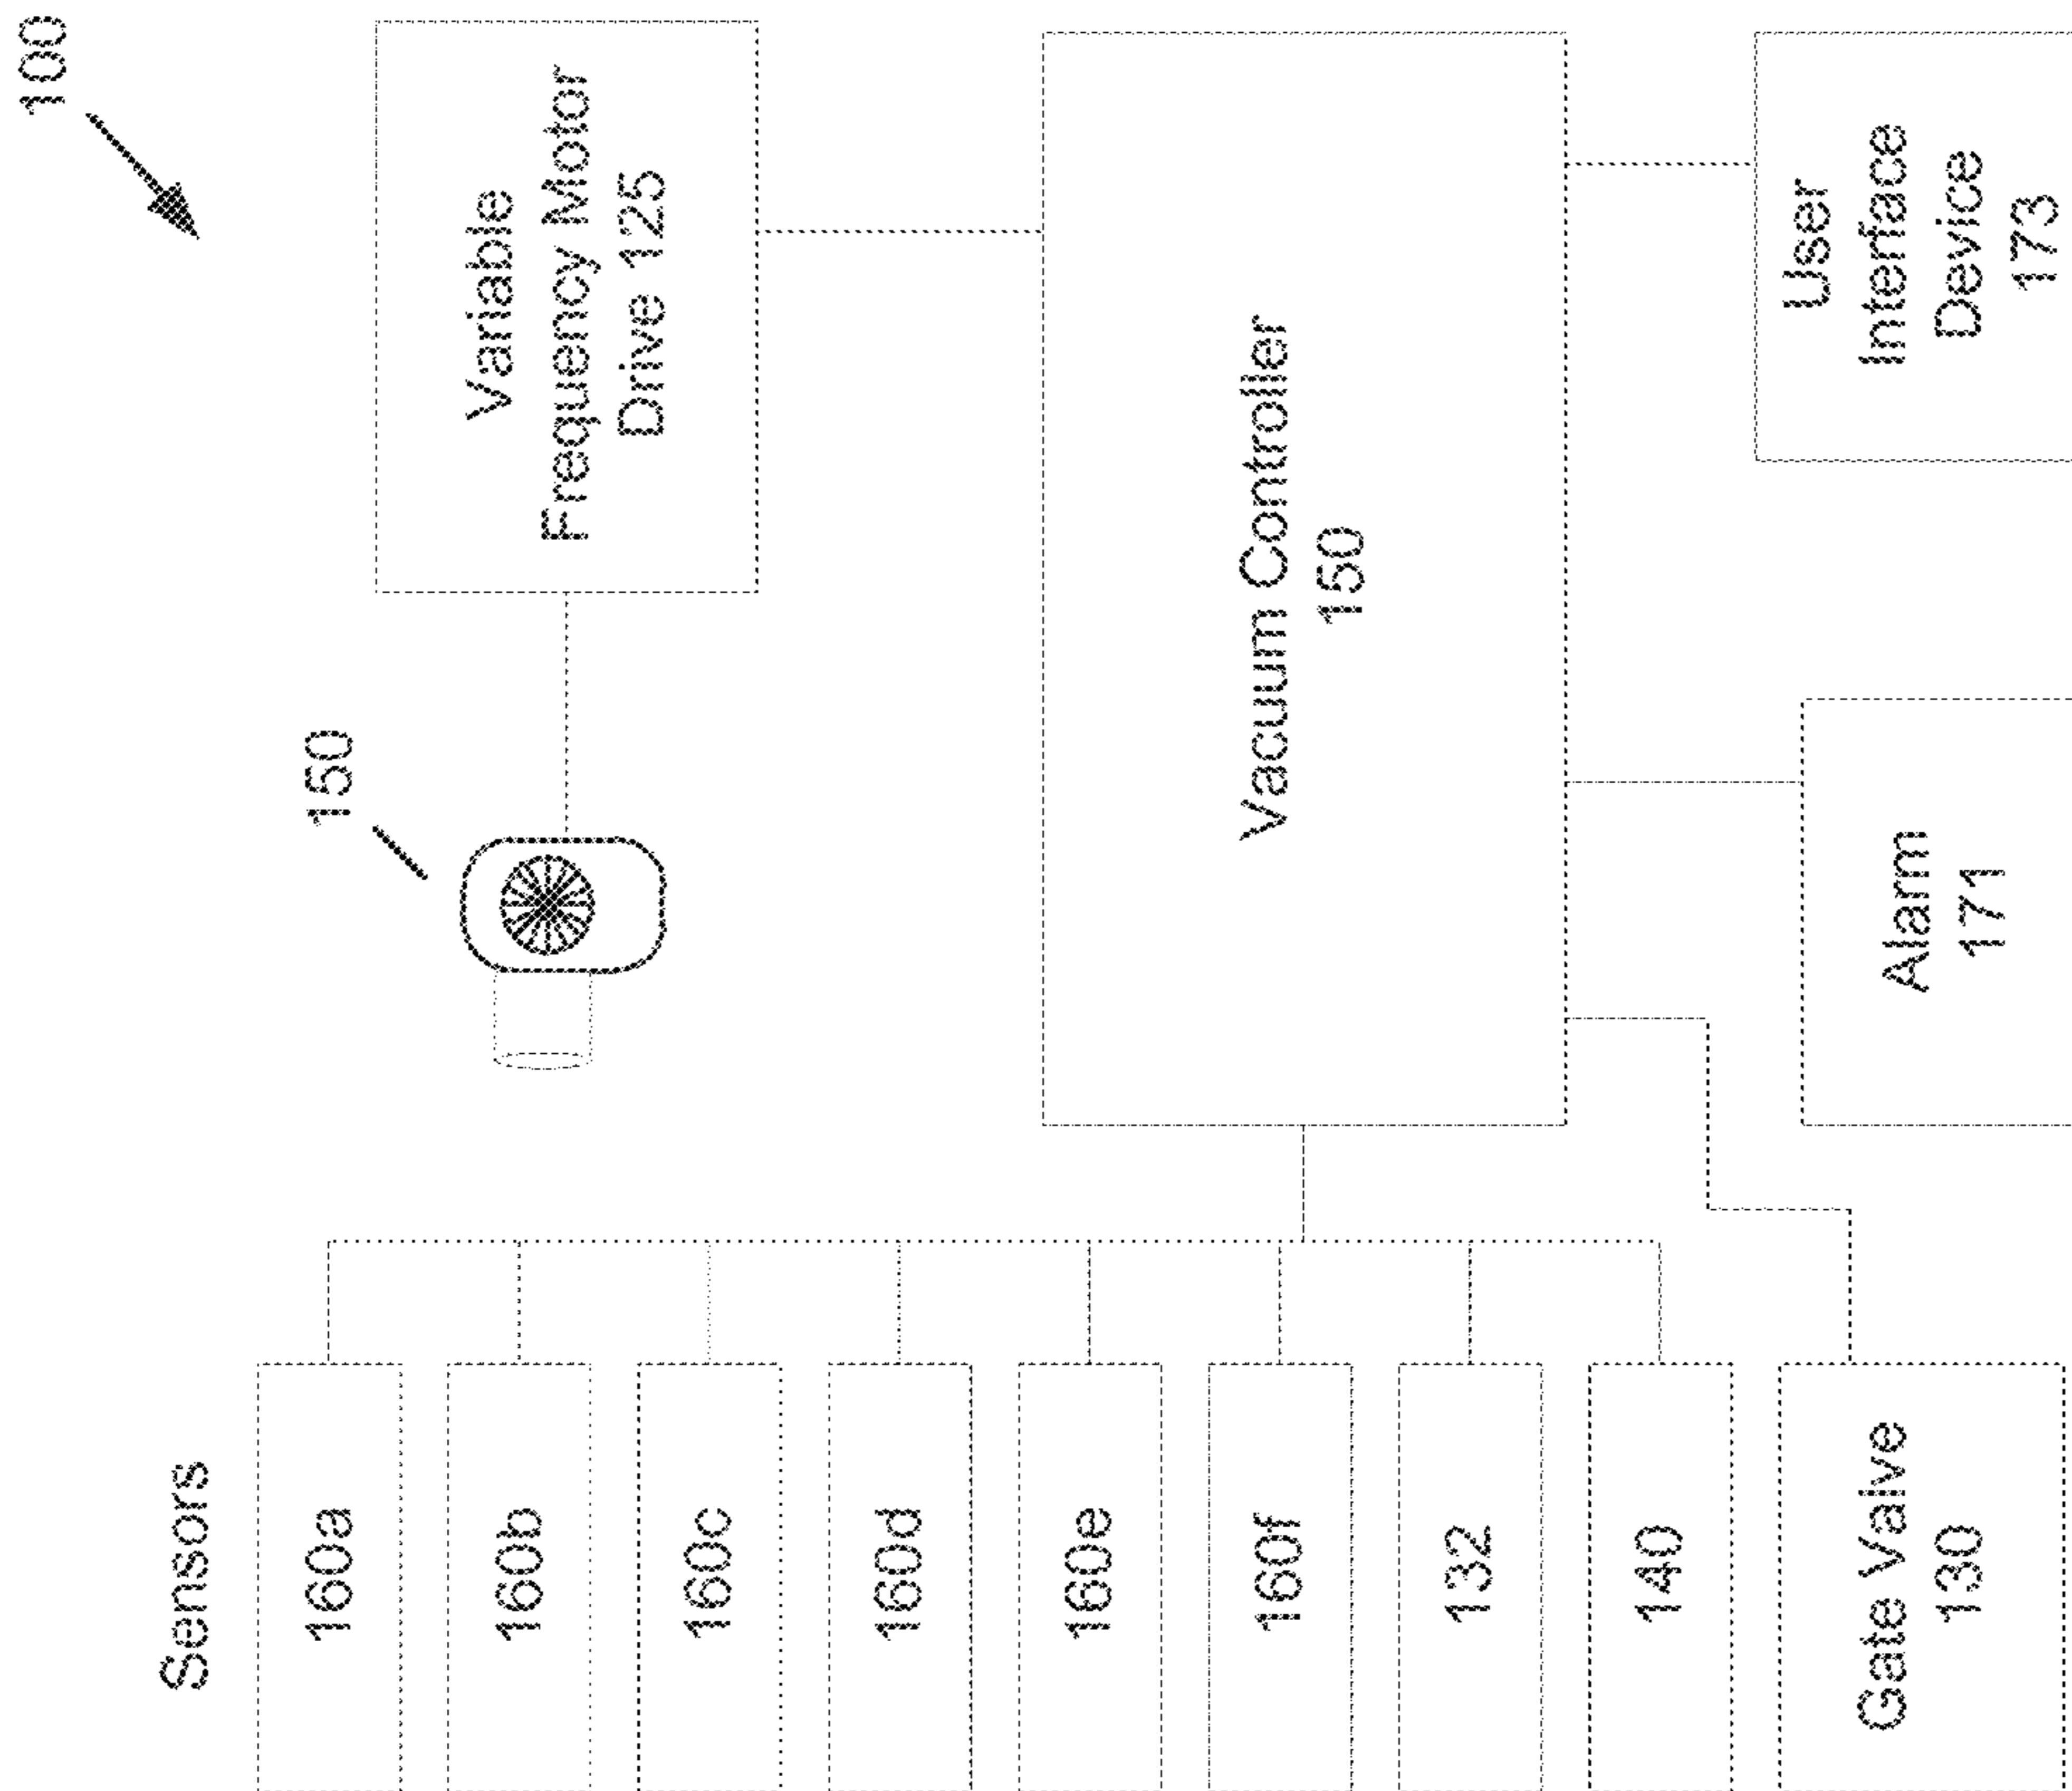 100
Sensors
160a
160b
160c
160d
160e
160f
132
140
Gate Valve
130
150
Variable
Frequency Motor
Drive 125
Vacuum Controller
150
Alarm
171
User
Interface
Device
173